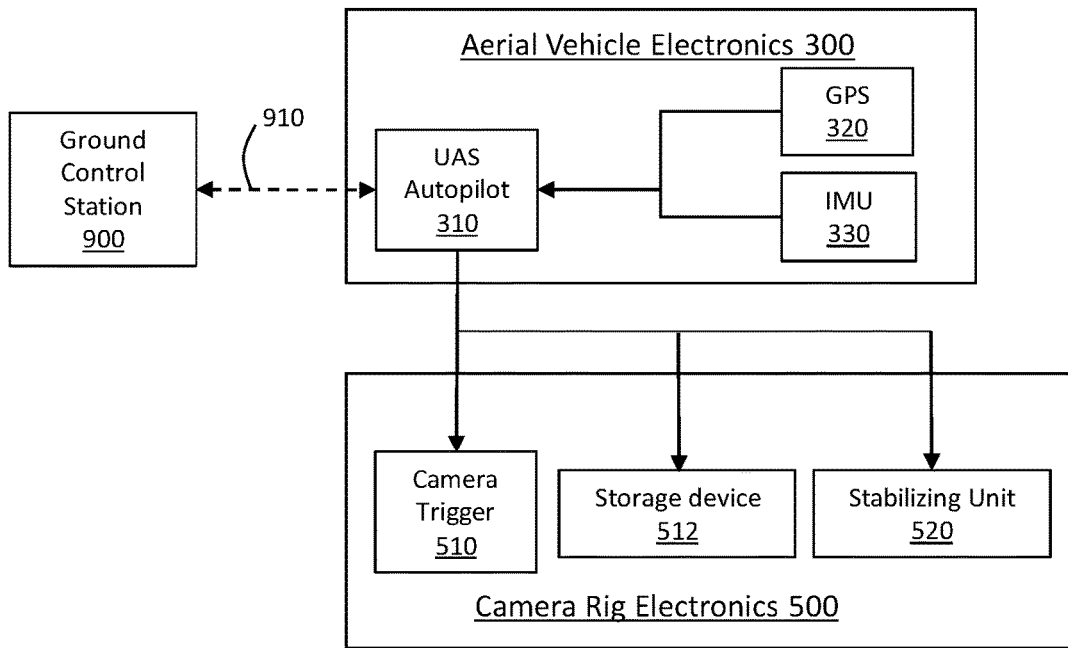 Aerial Vehicle Electronics 300
GPS
320
910
Ground
Control
Station
900
UAS
Autopilot
310
IMU
330
Camera
Trigger
510
Storage device
512
Stabilizing Unit
520
Camera Rig Electronics 500